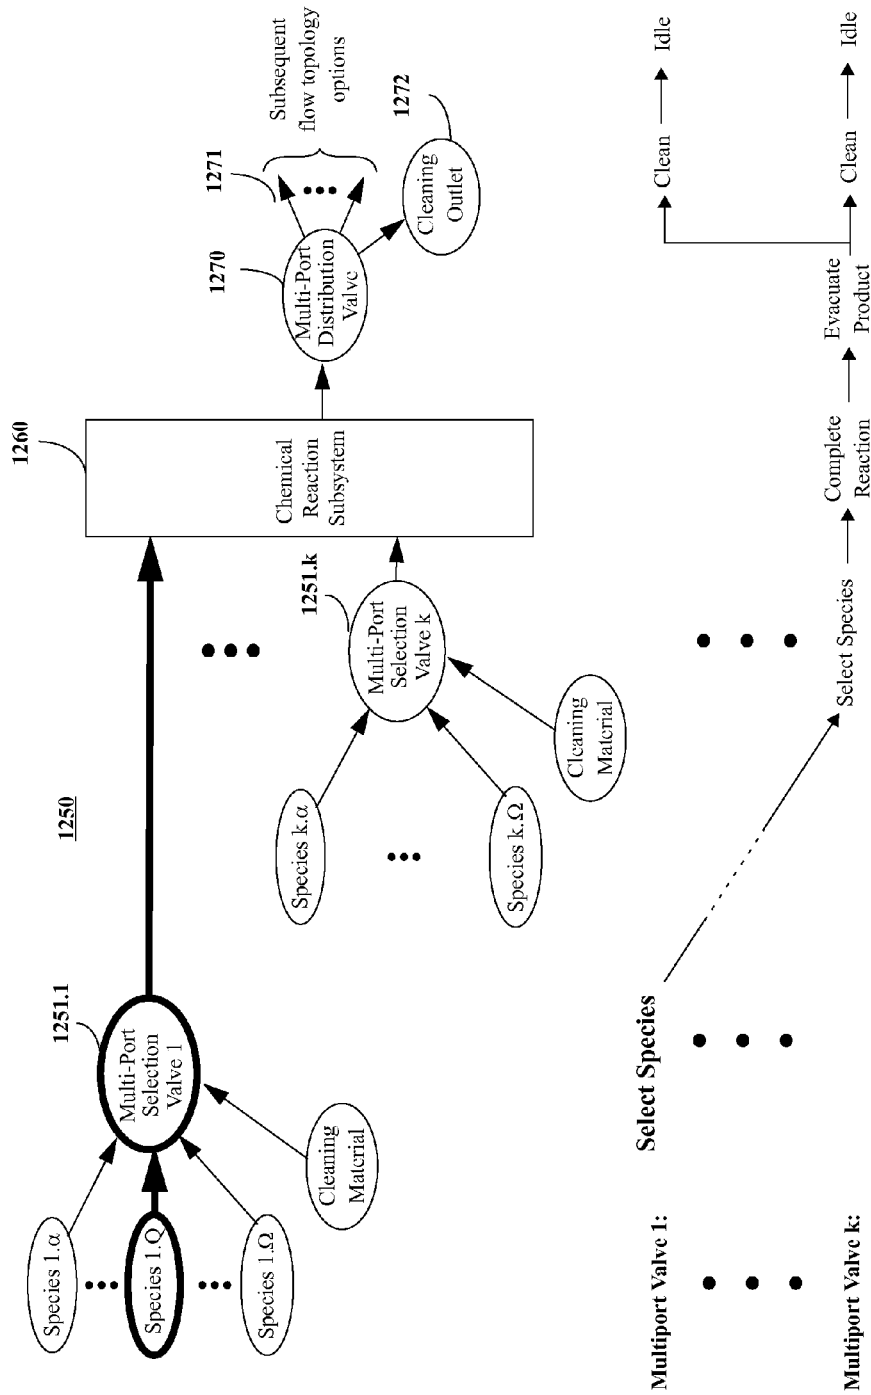 1250
1251.1
1260
1270
1271
1272
Species 1.α
Species 1.Q
Species 1.Ω
Cleaning
Material
Multi-Port
Selection
Valve 1
Species k.α
Species k.Ω
Cleaning
Material
1251.k
Multi-Port
Selection
Valve k
Chemical
Reaction
Subsystem
Multi-Port
Distribution
Valve
Subsequent
flow topology
options
Cleaning
Outlet
Multiport Valve 1:
Select Species
Clean
Idle
Multiport Valve k:
Select Species
Complete
Reaction
Evacuate
Product
Clean
Idle